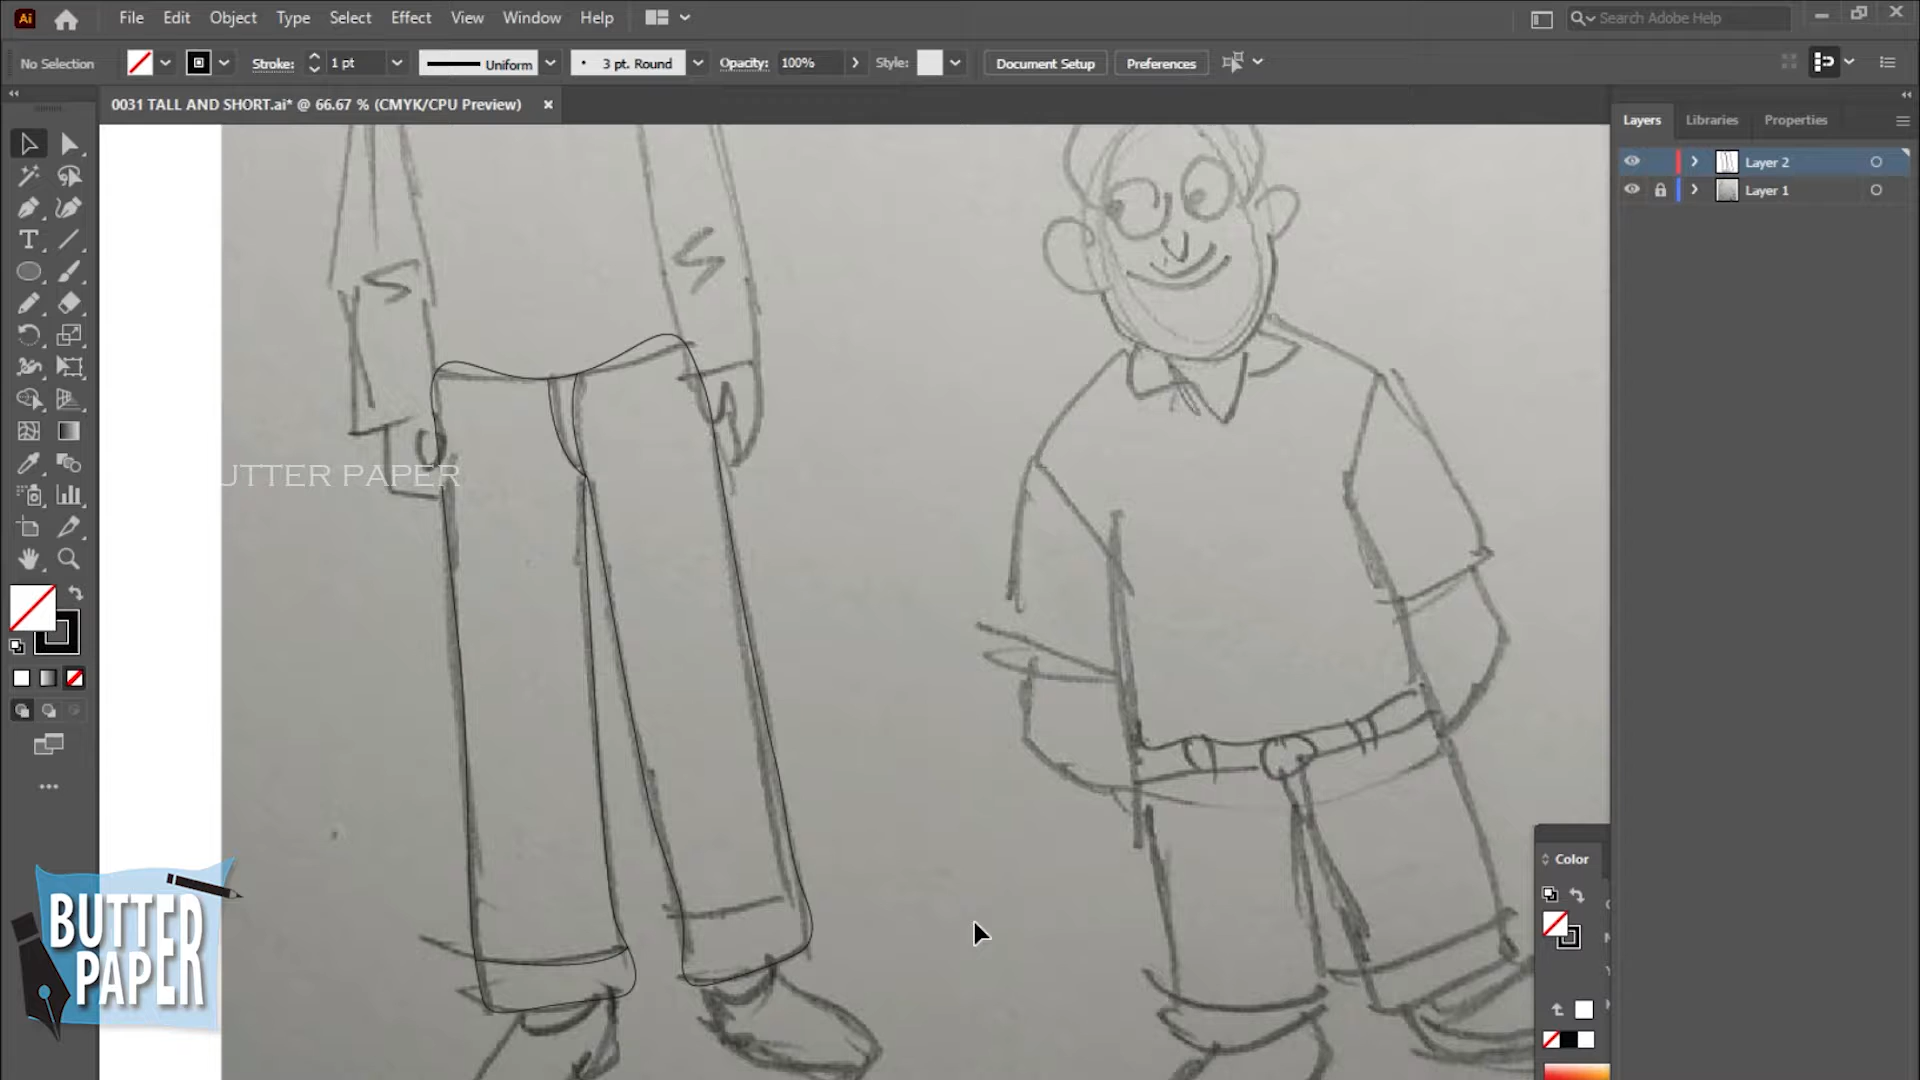 Ai File Edit Object Type Select Effect View Window Help Search Adobe Help
No Selection Stroke: 1 pt Uniform 3 pt. Round Opacity: 100% Style: Document Setup Preferences
0031 TALL AND SHORT.ai* @ 66.67 % (CMYK/CPU Preview)
Layers Libraries Properties
Layer 2
Layer 1
UTTER PAPER
Color
BUTTER
PAPER